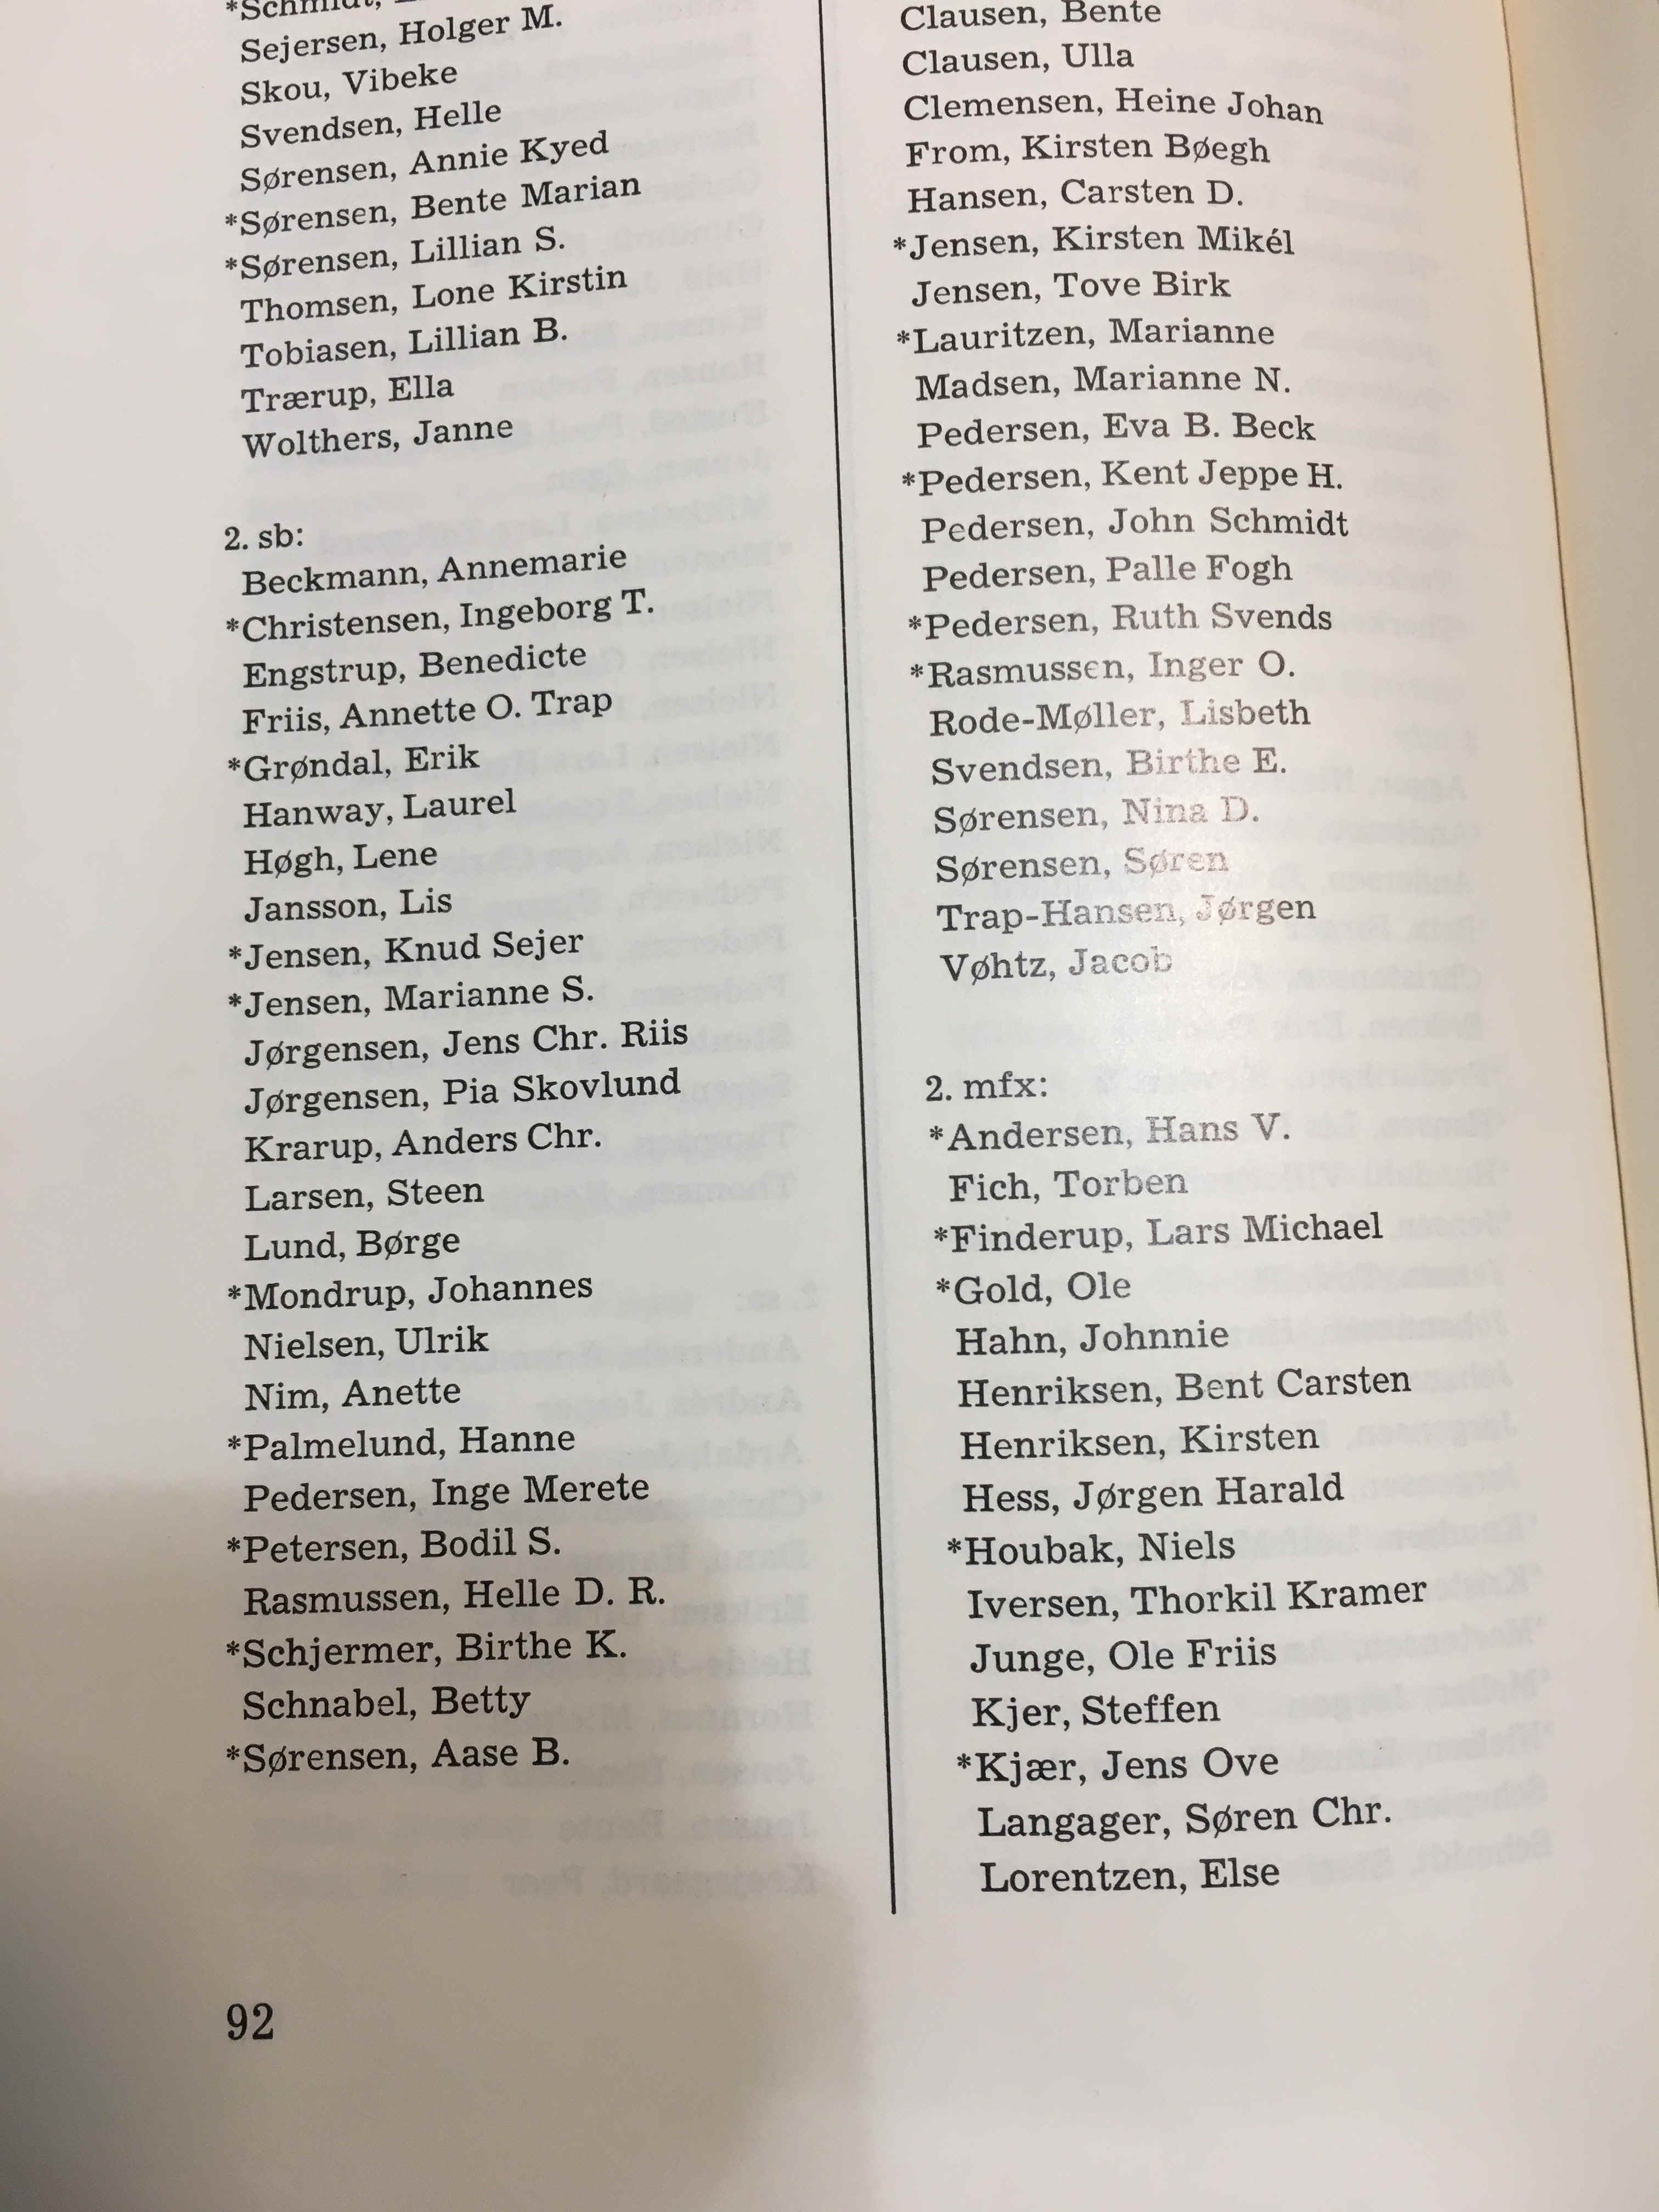 *Schmidt,
Sejersen, Holger M.
Skou, Vibeke
Svendsen, Helle
Sørensen, Annie Kyed
*Sørensen, Bente Marian
*Sørensen, Lillian S.
Thomsen, Lone Kirstin
Tobiasen, Lillian B.
Trærup, Ella
Wolthers, Janne
2. sb:
Beckmann, Annemarie
*Christensen, Ingeborg T.
Engstrup, Benedicte
Friis, Annette O. Trap
*Grøndal, Erik
Hanway, Laurel
Høgh, Lene
Jansson, Lis
*Jensen, Knud Sejer
*Jensen, Marianne S.
Jørgensen, Jens Chr. Riis
Jørgensen, Pia Skovlund
Krarup, Anders Chr.
Larsen, Steen
Lund, Børge
*Mondrup, Johannes
Nielsen, Ulrik
Nim, Anette
*Palmelund, Hanne
Pedersen, Inge Merete
*Petersen, Bodil S.
Rasmussen, Helle D. R.
*Schjermer, Birthe K.
Schnabel, Betty
*Sørensen, Aase B.
Clausen, Bente
Clausen, Ulla
Clemensen, Heine Johan
From, Kirsten Bøegh
Hansen, Carsten D.
*Jensen, Kirsten Mikél
Jensen, Tove Birk
*Lauritzen, Marianne
Madsen, Marianne N.
Pedersen, Eva B. Beck
*Pedersen, Kent Jeppe H.
Pedersen, John Schmidt
Pedersen, Palle Fogh
*Pedersen, Ruth Svends
*Rasmussen, Inger O.
Rode-Møller, Lisbeth
Svendsen, Birthe E.
Sørensen, Nina D.
Sørensen, Søren
Trap-Hansen, Jørgen
Vøhtz, Jacob
2. mfx:
*Andersen, Hans V.
Fich, Torben
*Finderup, Lars Michael
*Gold, Ole
Hahn, Johnnie
Henriksen, Bent Carsten
Henriksen, Kirsten
Hess, Jørgen Harald
*Houbak, Niels
Iversen, Thorkil Kramer
Junge, Ole Friis
Kjer, Steffen
*Kjær, Jens Ove
Langager, Søren Chr.
Lorentzen, Else
92